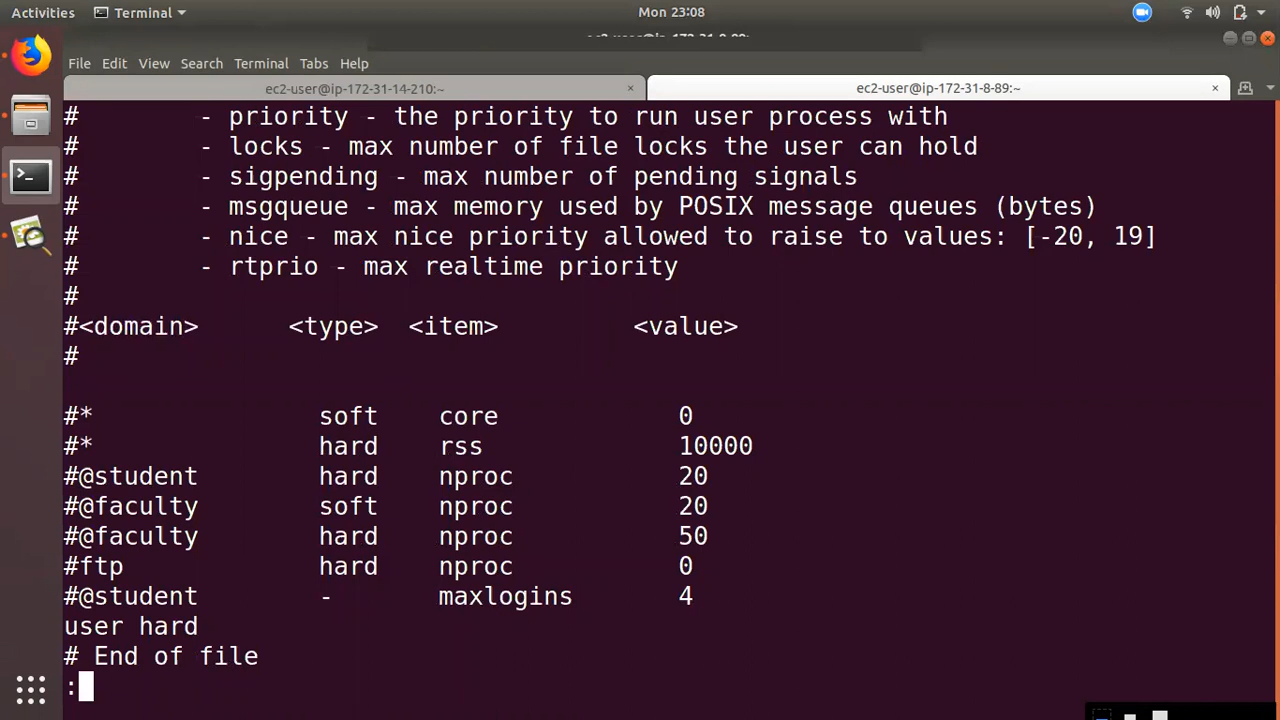 Activities Terminal Mon 23:08
File Edit View Search Terminal Tabs Help
ec2-user@ip-172-31-14-210:~ × ec2-user@ip-172-31-8-89:~ ×
#        - priority - the priority to run user process with
#        - locks - max number of file locks the user can hold
#        - sigpending - max number of pending signals
#        - msgqueue - max memory used by POSIX message queues (bytes)
#        - nice - max nice priority allowed to raise to values: [-20, 19]
#        - rtprio - max realtime priority
#
#<domain>      <type>  <item>         <value>
#
#*               soft    core            0
#*               hard    rss             10000
#@student        hard    nproc           20
#@faculty        soft    nproc           20
#@faculty        hard    nproc           50
#ftp             hard    nproc           0
#@student        -       maxlogins       4
user hard
# End of file
: